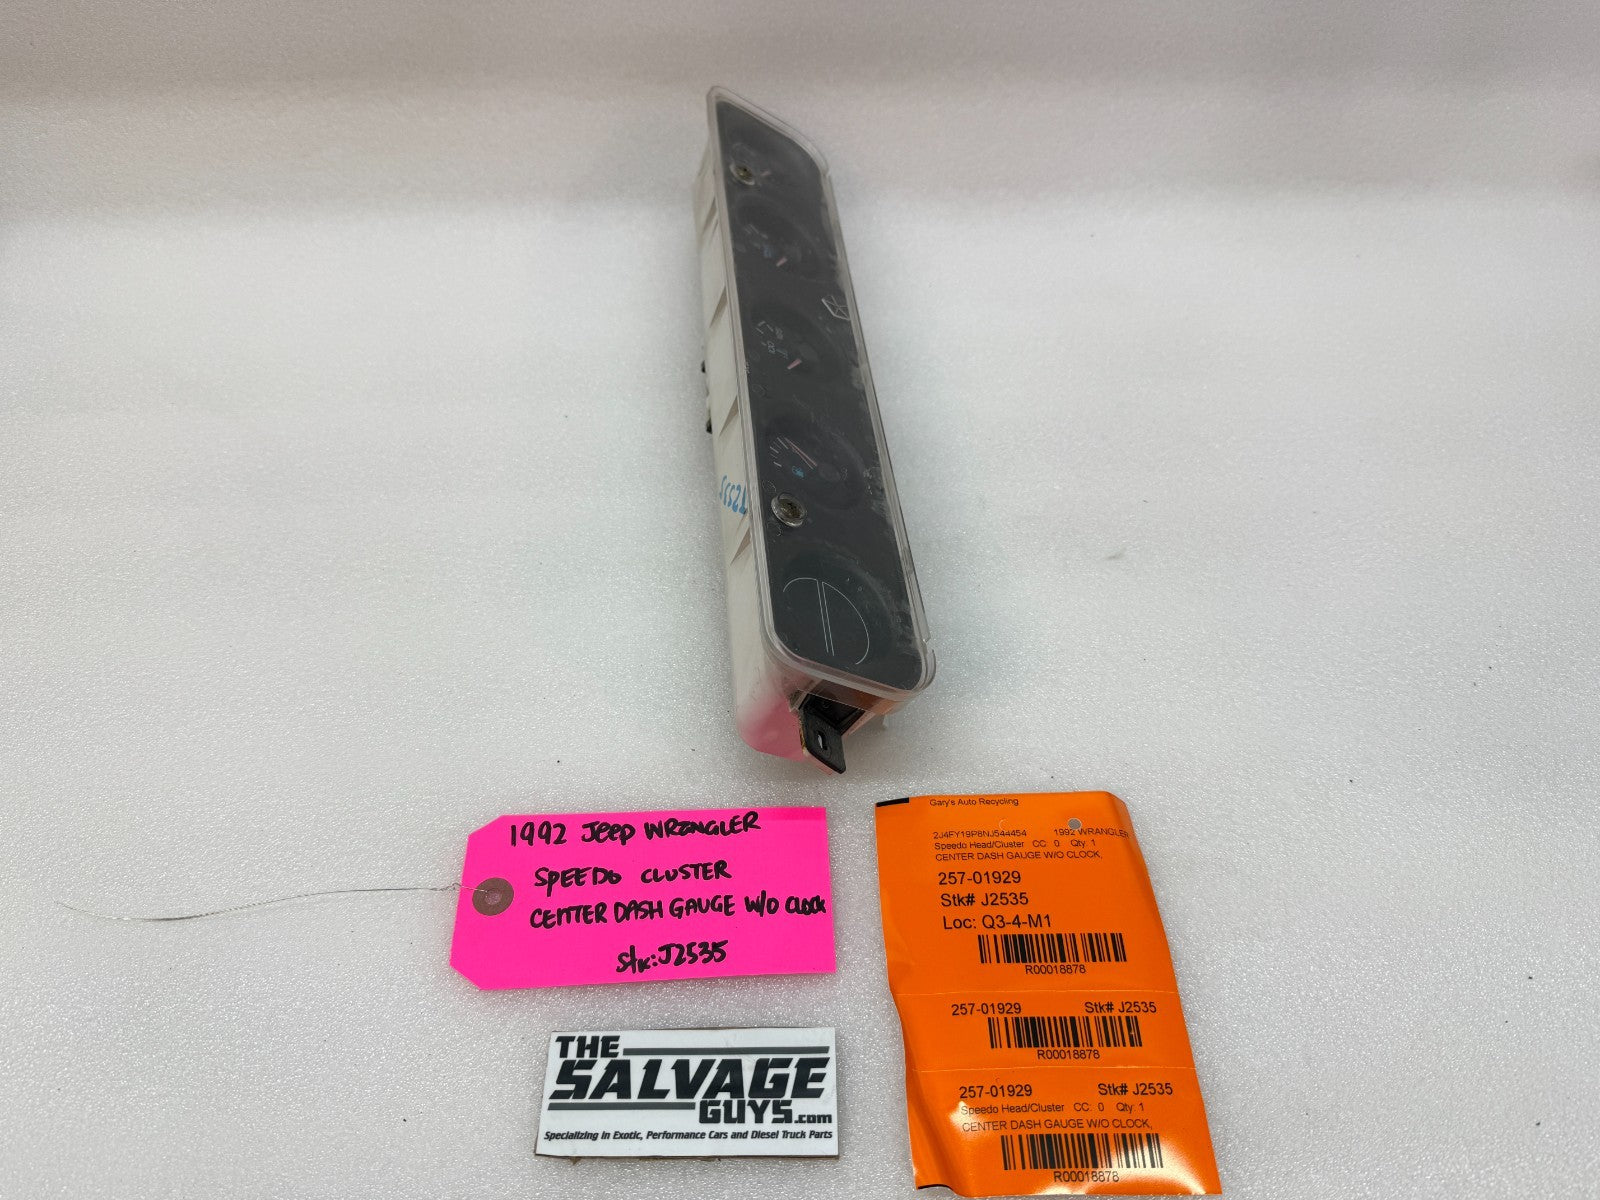 1992 Jeep WRANGLER
SPEEDO CLUSTER
CENTER DASH GAUGE W/O CLOCK
Stk: J2535
THE
SALVAGE
GUYS.com
Specializing in Exotic, Performance Cars and Diesel Truck Parts
Gary's Auto Recycling
2J4FY19P8NJ544454 1992 WRANGLER
Speedo Head/Cluster CC: 0 Qty: 1
CENTER DASH GAUGE W/O CLOCK,
257-01929
Stk# J2535
Loc: Q3-4-M1
R00018878
257-01929 Stk# J2535
R00018878
257-01929 Stk# J2535
Speedo Head/Cluster CC: 0 Qty: 1
CENTER DASH GAUGE W/O CLOCK,
R00018878